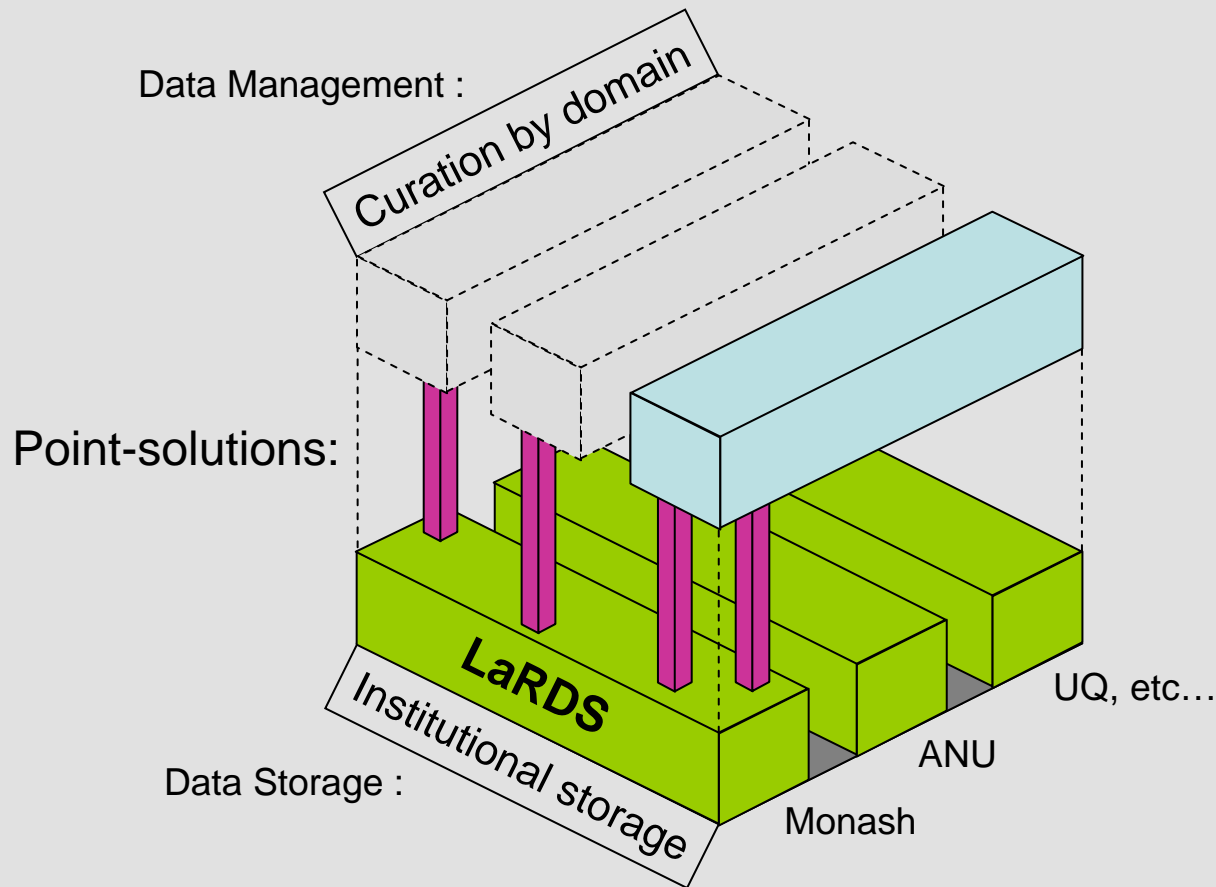 Data Management :
Curation by domain
Point-solutions:
LaRDS
Institutional storage
Data Storage :
UQ, etc…
ANU
Monash